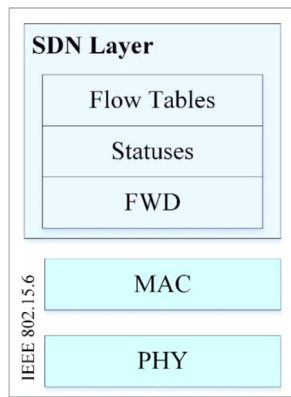 SDN Layer
Flow Tables
Statuses
FWD
IEEE 802.15.6
MAC
PHY